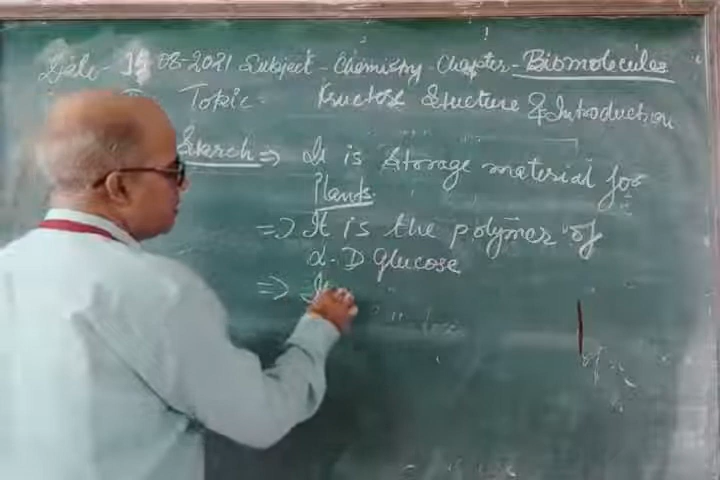 Date - 15-08-2021 Subject - Chemistry - Chapter - Biomolecules
Topic - Fructose Structure & Introduction
Starch ⇒ It is Storage material for
Plants
⇒ It is the polymer of
α-D Glucose
⇒ It